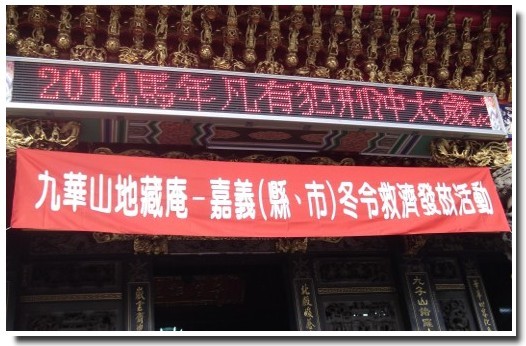 2014馬年凡有犯刑沖太歲
九華山地藏庵－嘉義(縣、市)冬令救濟發放活動